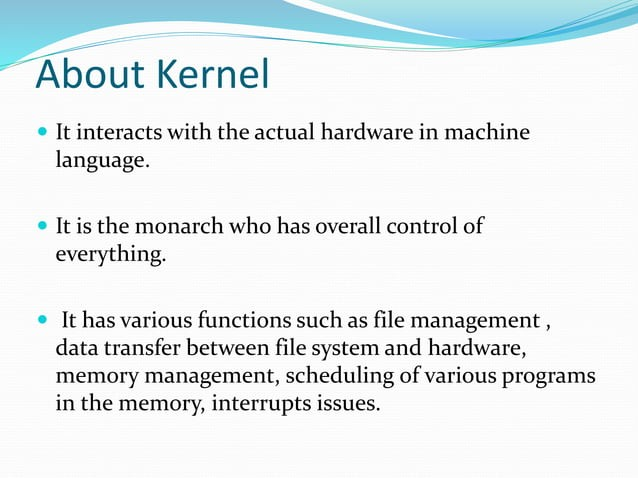 About Kernel
• It interacts with the actual hardware in machine
language.
• It is the monarch who has overall control of
everything.
• It has various functions such as file management ,
data transfer between file system and hardware,
memory management, scheduling of various programs
in the memory, interrupts issues.